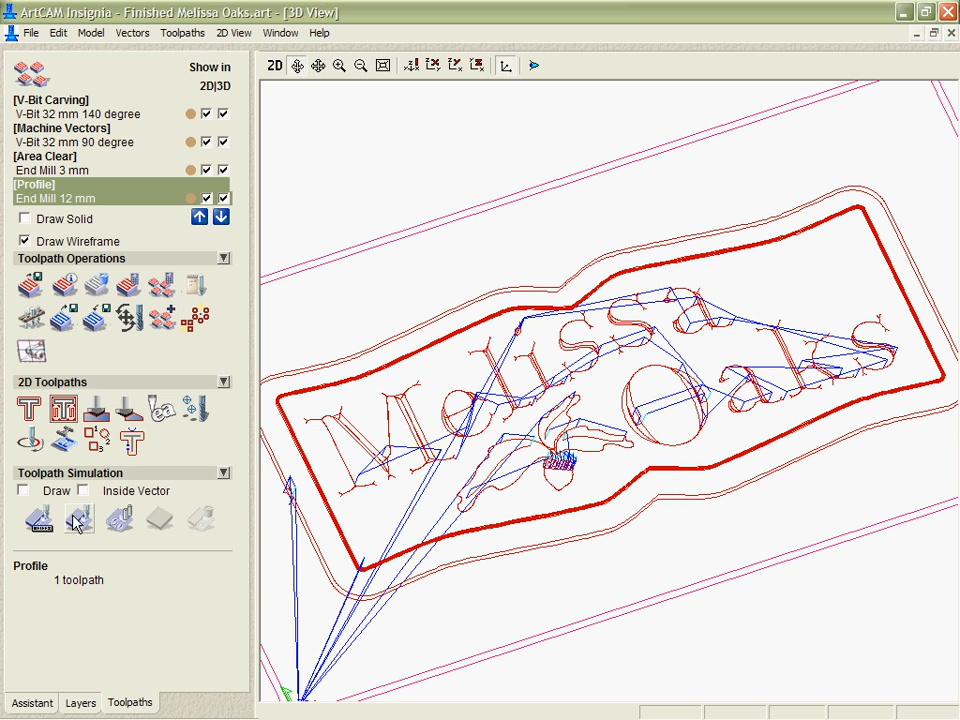 ArtCAM Insignia - Finished Melissa Oaks.art - [3D View]
File Edit Model Vectors Toolpaths 2D View Window Help
Show in
2D|3D
[V-Bit Carving]
V-Bit 32 mm 140 degree
[Machine Vectors]
V-Bit 32 mm 90 degree
[Area Clear]
End Mill 3 mm
[Profile]
End Mill 12 mm
Draw Solid
Draw Wireframe
Toolpath Operations
2D Toolpaths
Toolpath Simulation
Draw Inside Vector
Profile
1 toolpath
Assistant Layers Toolpaths
2D
Melissa
Oaks